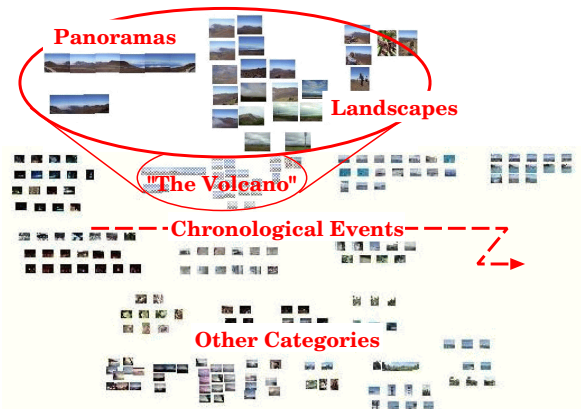 Panoramas
Landscapes
"The Volcano"
Chronological Events
Other Categories